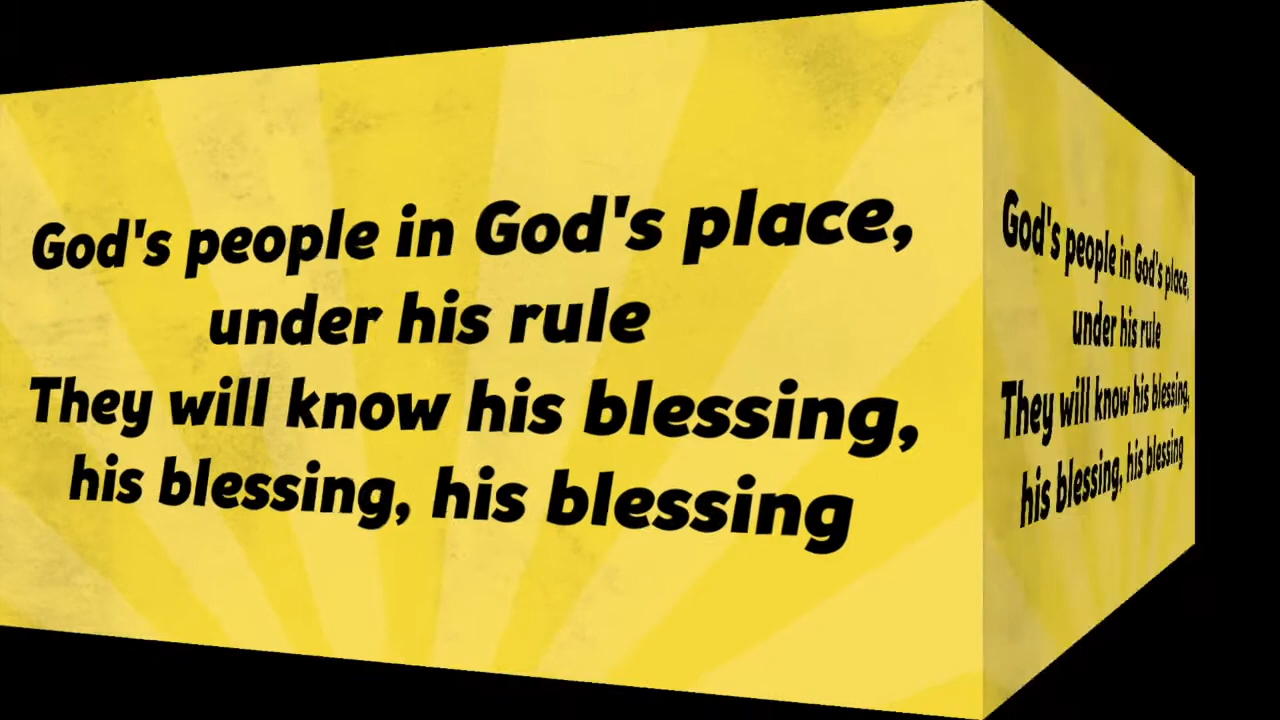 God's people in God's place,
under his rule
They will know his blessing,
his blessing, his blessing
God's people in God's place,
under his rule
They will know his blessing,
his blessing, his blessing